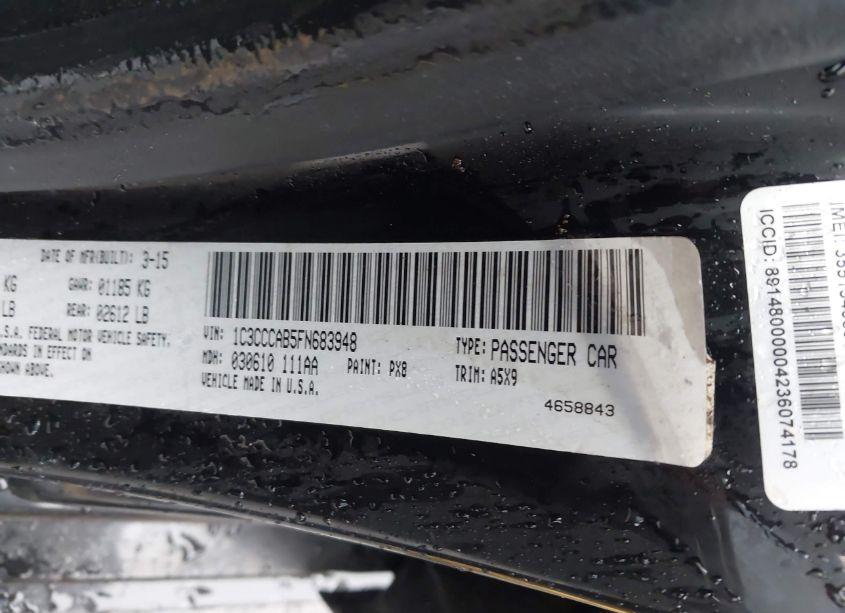 DATE OF MFR(BUILT): 3-15
KG GAWR: 01185 KG
LB REAR: 02612 LB
.S.A. FEDERAL MOTOR VEHICLE SAFETY,
NDARDS IN EFFECT ON
HOWN ABOVE.
VIN: 1C3CCCAB5FN683948
MDH: 030610 111AA PAINT: PX8
VEHICLE MADE IN U.S.A.
TYPE: PASSENGER CAR
TRIM: A5X9
4658843
ICCID: 89148000004236074178
IMEI: